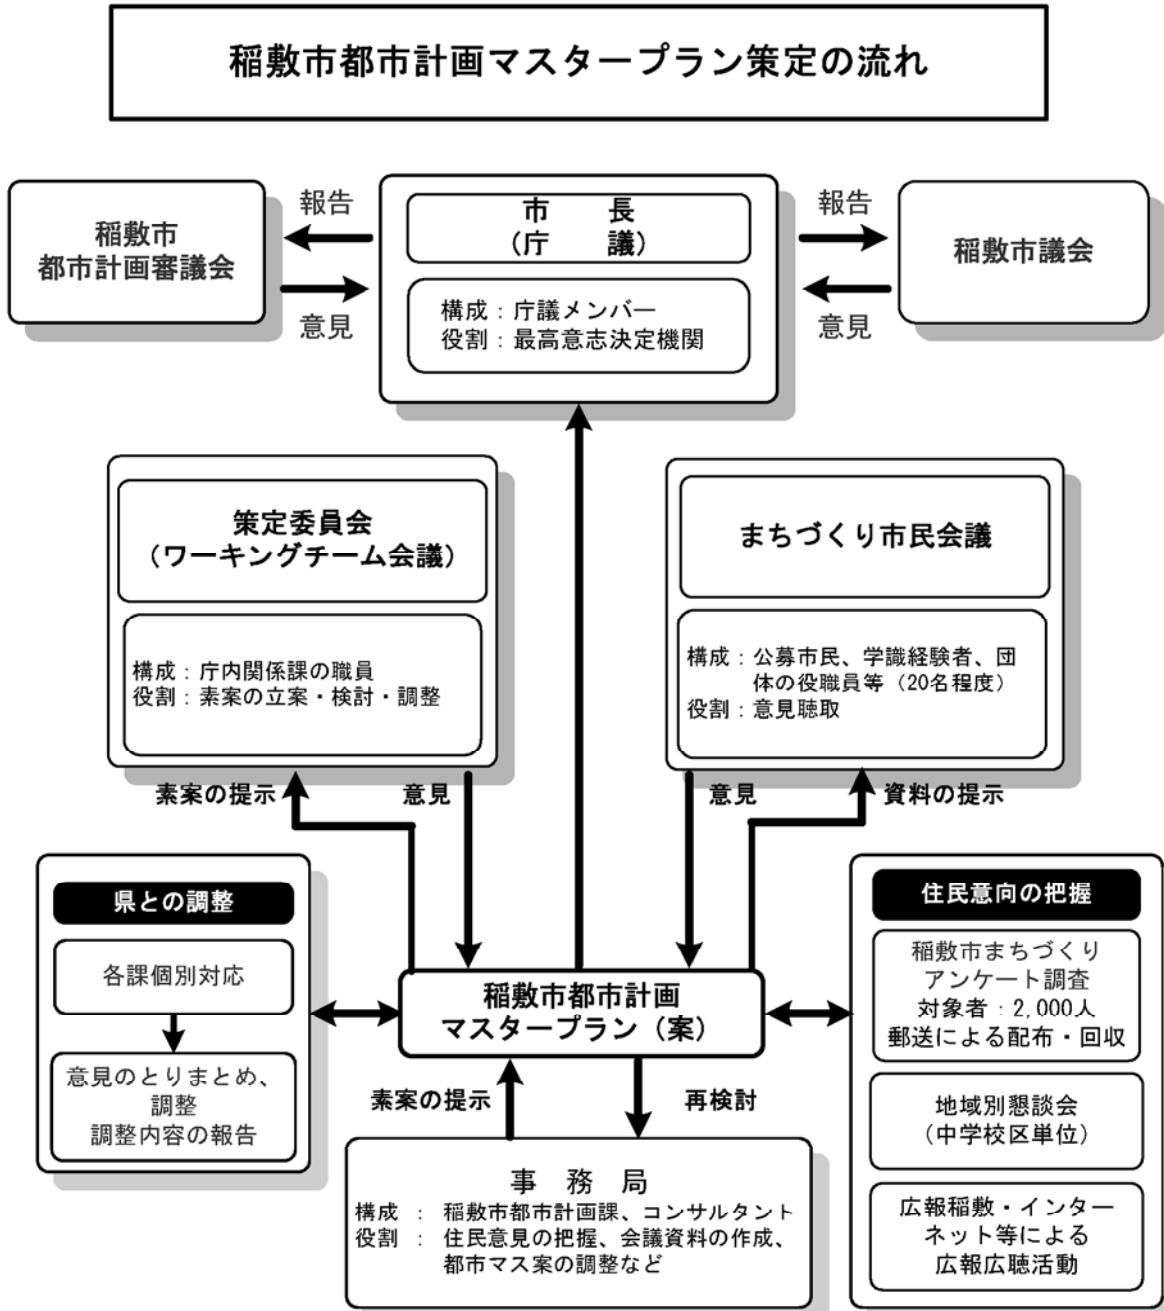 稲敷市都市計画マスタープラン策定の流れ
稲敷市
都市計画審議会
報告
意見
市　　長
(庁　　議)
構成：庁議メンバー
役割：最高意志決定機関
報告
意見
稲敷市議会
策定委員会
（ワーキングチーム会議）
構成：庁内関係課の職員
役割：素案の立案・検討・調整
まちづくり市民会議
構成：公募市民、学識経験者、団
体の役職員等（20名程度）
役割：意見聴取
素案の提示
意見
意見
資料の提示
県との調整
各課個別対応
意見のとりまとめ、
調整
調整内容の報告
稲敷市都市計画
マスタープラン（案）
住民意向の把握
稲敷市まちづくり
アンケート調査
対象者：2,000人
郵送による配布・回収
地域別懇談会
（中学校区単位）
広報稲敷・インター
ネット等による
広報広聴活動
素案の提示
再検討
事　務　局
構成　：　稲敷市都市計画課、コンサルタント
役割　：　住民意見の把握、会議資料の作成、
都市マス案の調整など